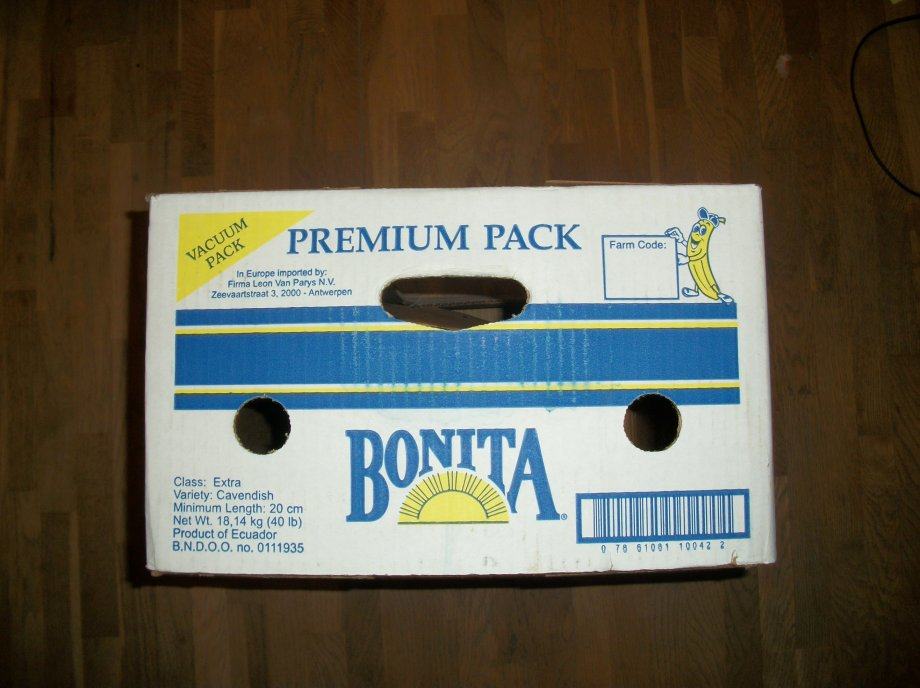 VACUUM
PACK
PREMIUM PACK
In Europe imported by:
Firma Leon Van Parys N.V.
Zeevaartstraat 3, 2000 - Antwerpen
Farm Code:
BONITA®
Class: Extra
Variety: Cavendish
Minimum Length: 20 cm
Net Wt. 18,14 kg (40 lb)
Product of Ecuador
B.N.D.O.O. no. 0111935
0 78 61081 10042 2